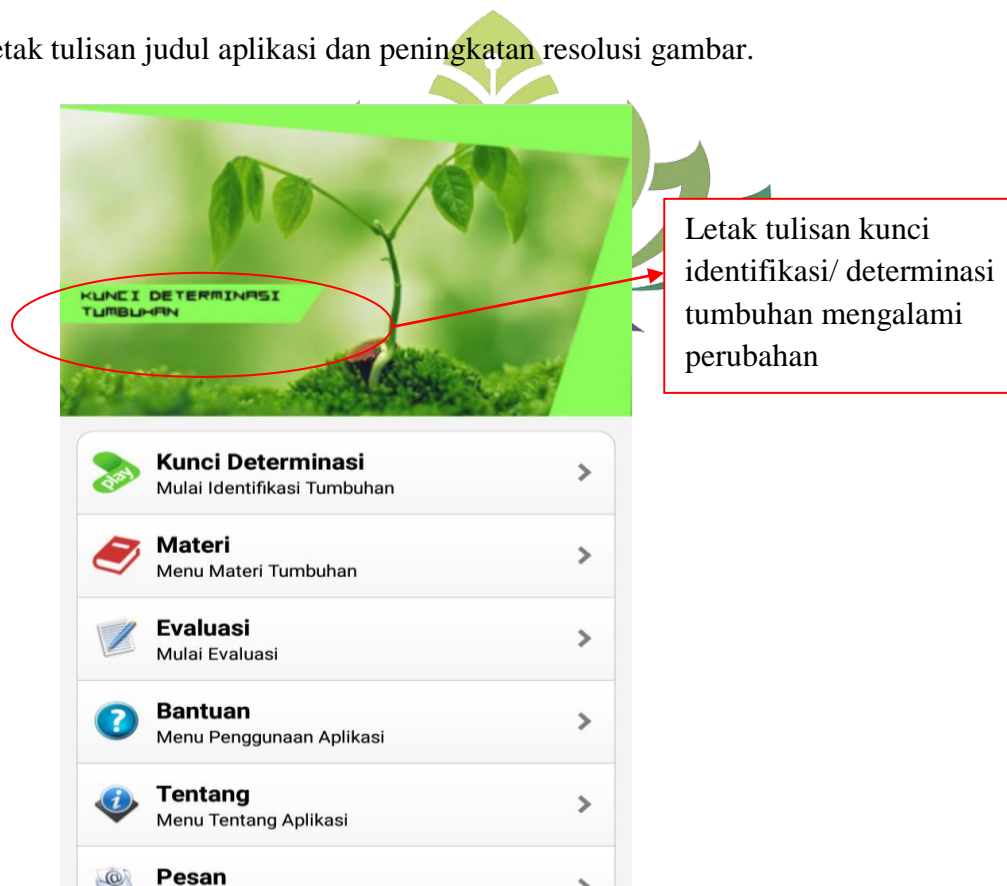 etak tulisan judul aplikasi dan peningkatan resolusi gambar.
KUNCI DETERMINASI
TUMBUHAN
Letak tulisan kunci
identifikasi/ determinasi
tumbuhan mengalami
perubahan
play
Kunci Determinasi
Mulai Identifikasi Tumbuhan
Materi
Menu Materi Tumbuhan
Evaluasi
Mulai Evaluasi
?
Bantuan
Menu Penggunaan Aplikasi
i
Tentang
Menu Tentang Aplikasi
@
Pesan